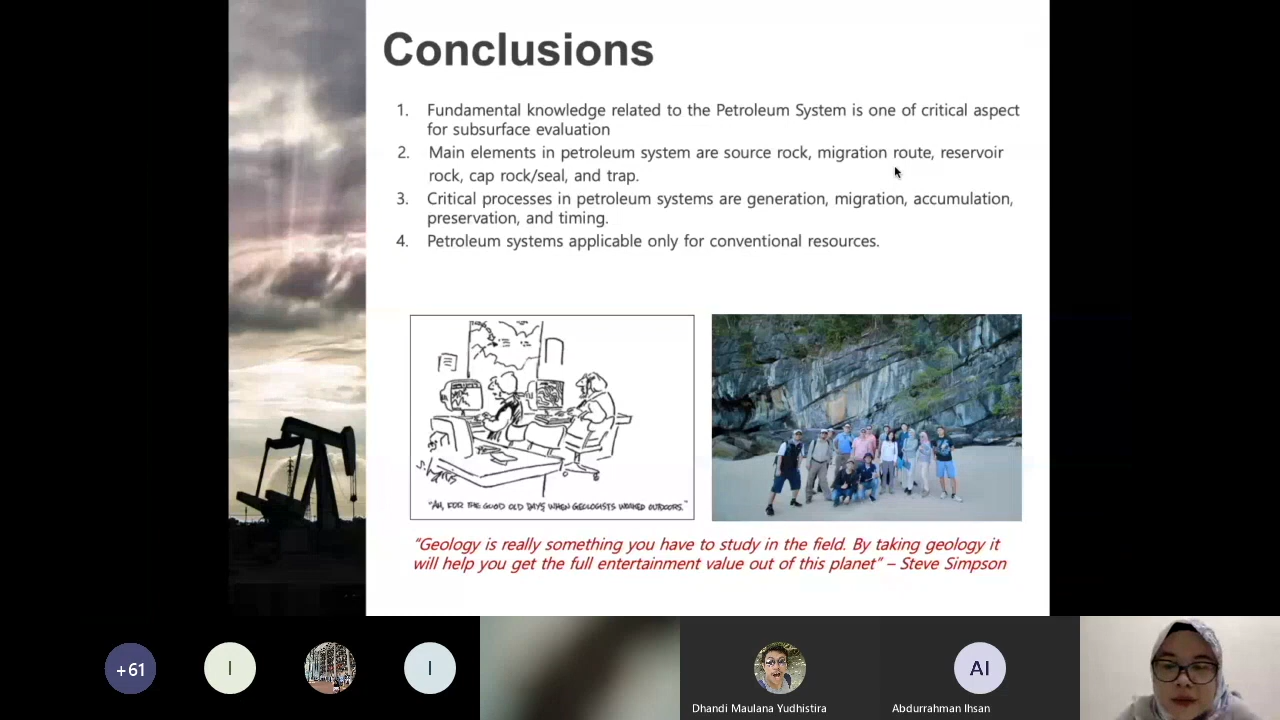 Conclusions
1. Fundamental knowledge related to the Petroleum System is one of critical aspect
for subsurface evaluation
2. Main elements in petroleum system are source rock, migration route, reservoir
rock, cap rock/seal, and trap.
3. Critical processes in petroleum systems are generation, migration, accumulation,
preservation, and timing.
4. Petroleum systems applicable only for conventional resources.
"AH, FOR THE GOOD OLD DAYS WHEN GEOLOGISTS WORKED OUTDOORS."
"Geology is really something you have to study in the field. By taking geology it
will help you get the full entertainment value out of this planet" – Steve Simpson
+61
I
I
AI
Dhandi Maulana Yudhistira
Abdurrahman Ihsan